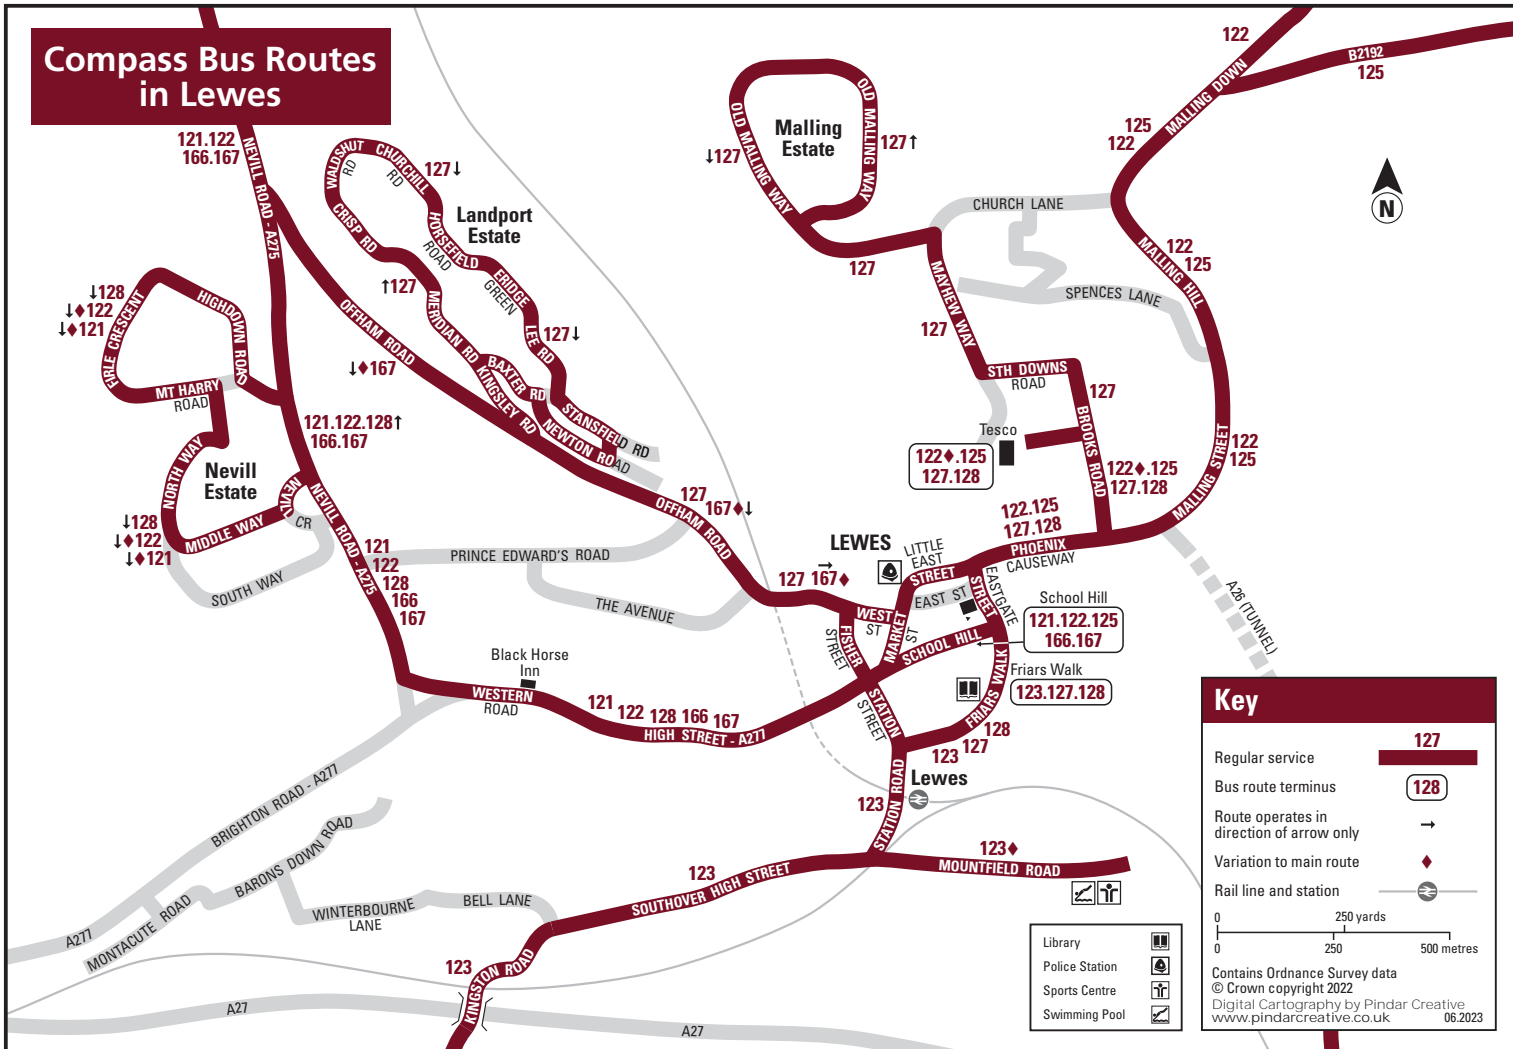 Compass Bus Routes
in Lewes
121.122
166.167
NEVILL ROAD - A275
WALDSHUT
RD
CHURCHILL
RD
127↓
CRISP RD
HORSEFIELD
ROAD
Landport
Estate
ERIDGE
GREEN
↑127
MERIDIAN RD
LEE RD
127↓
BAXTER RD
KINGSLEY RD
STANSFIELD RD
NEWTON ROAD
OFFHAM ROAD
↓♦167
↓128
↓♦122
↓♦121
FIRLE CRESCENT
HIGHDOWN ROAD
MT HARRY
ROAD
121.122.128↑
166.167
NORTH WAY
Nevill
Estate
NEVILL
CR
MIDDLE WAY
↓128
↓♦122
↓♦121
SOUTH WAY
NEVILL ROAD - A275
121
122
128
166
167
PRINCE EDWARD'S ROAD
THE AVENUE
127
167♦↓
OFFHAM ROAD
OLD MALLING WAY
↓127
Malling
Estate
OLD MALLING WAY
127↑
127
CHURCH LANE
MAYHEW WAY
127
SPENCES LANE
STH DOWNS
ROAD
127
BROOKS ROAD
Tesco
122♦.125
127.128
122♦.125
127.128
122
B2192
125
MALLING DOWN
125
122
122
125
MALLING HILL
122
125
MALLING STREET
N
122.125
127.128
PHOENIX
CAUSEWAY
A26 (TUNNEL)
LEWES
LITTLE
EAST
STREET
EAST ST
EASTGATE
STREET
→
127 167♦
WEST
ST
FISHER
STREET
MARKET
ST
SCHOOL HILL
School Hill
121.122.125
166.167
Friars Walk
123.127.128
FRIARS WALK
128
127
123
STATION
STREET
Black Horse
Inn
WESTERN
ROAD
121
122
128
166
167
HIGH STREET - A277
Lewes
STATION ROAD
123
123♦
MOUNTFIELD ROAD
123
SOUTHOVER HIGH STREET
BRIGHTON ROAD - A277
BARONS DOWN ROAD
WINTERBOURNE
LANE
BELL LANE
MONTACUTE ROAD
A277
123
KINGSTON ROAD
A27
A27
Library
Police Station
Sports Centre
Swimming Pool
Key
Regular service
127
Bus route terminus
128
Route operates in
direction of arrow only
→
Variation to main route
♦
Rail line and station
0
250 yards
0
250
500 metres
Contains Ordnance Survey data
© Crown copyright 2022
Digital Cartography by Pindar Creative
www.pindarcreative.co.uk
06.2023